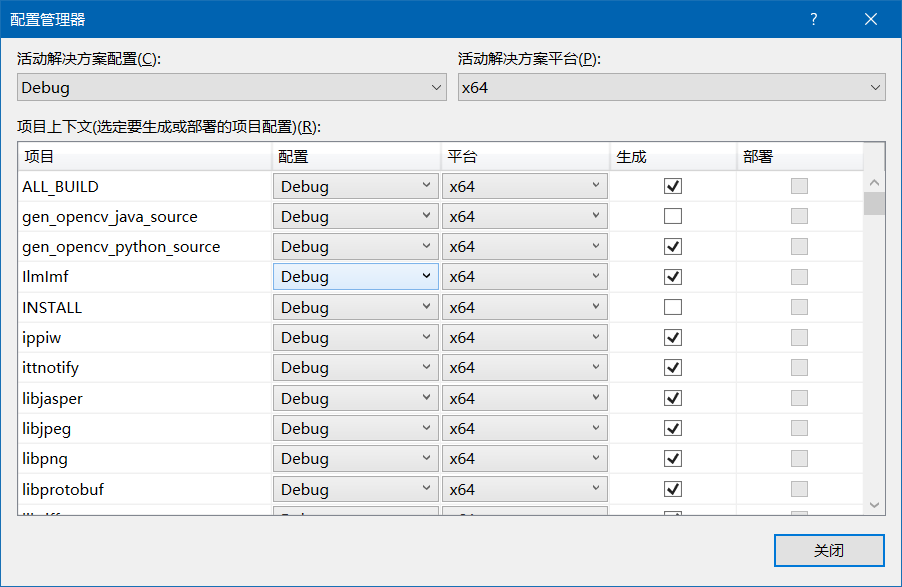 配置管理器
活动解决方案配置(C): 活动解决方案平台(P):
Debug x64
项目上下文(选定要生成或部署的项目配置)(R):
项目 配置 平台 生成 部署
ALL_BUILD Debug x64
gen_opencv_java_source Debug x64
gen_opencv_python_source Debug x64
IlmImf Debug x64
INSTALL Debug x64
ippiw Debug x64
ittnotify Debug x64
libjasper Debug x64
libjpeg Debug x64
libpng Debug x64
libprotobuf Debug x64
关闭